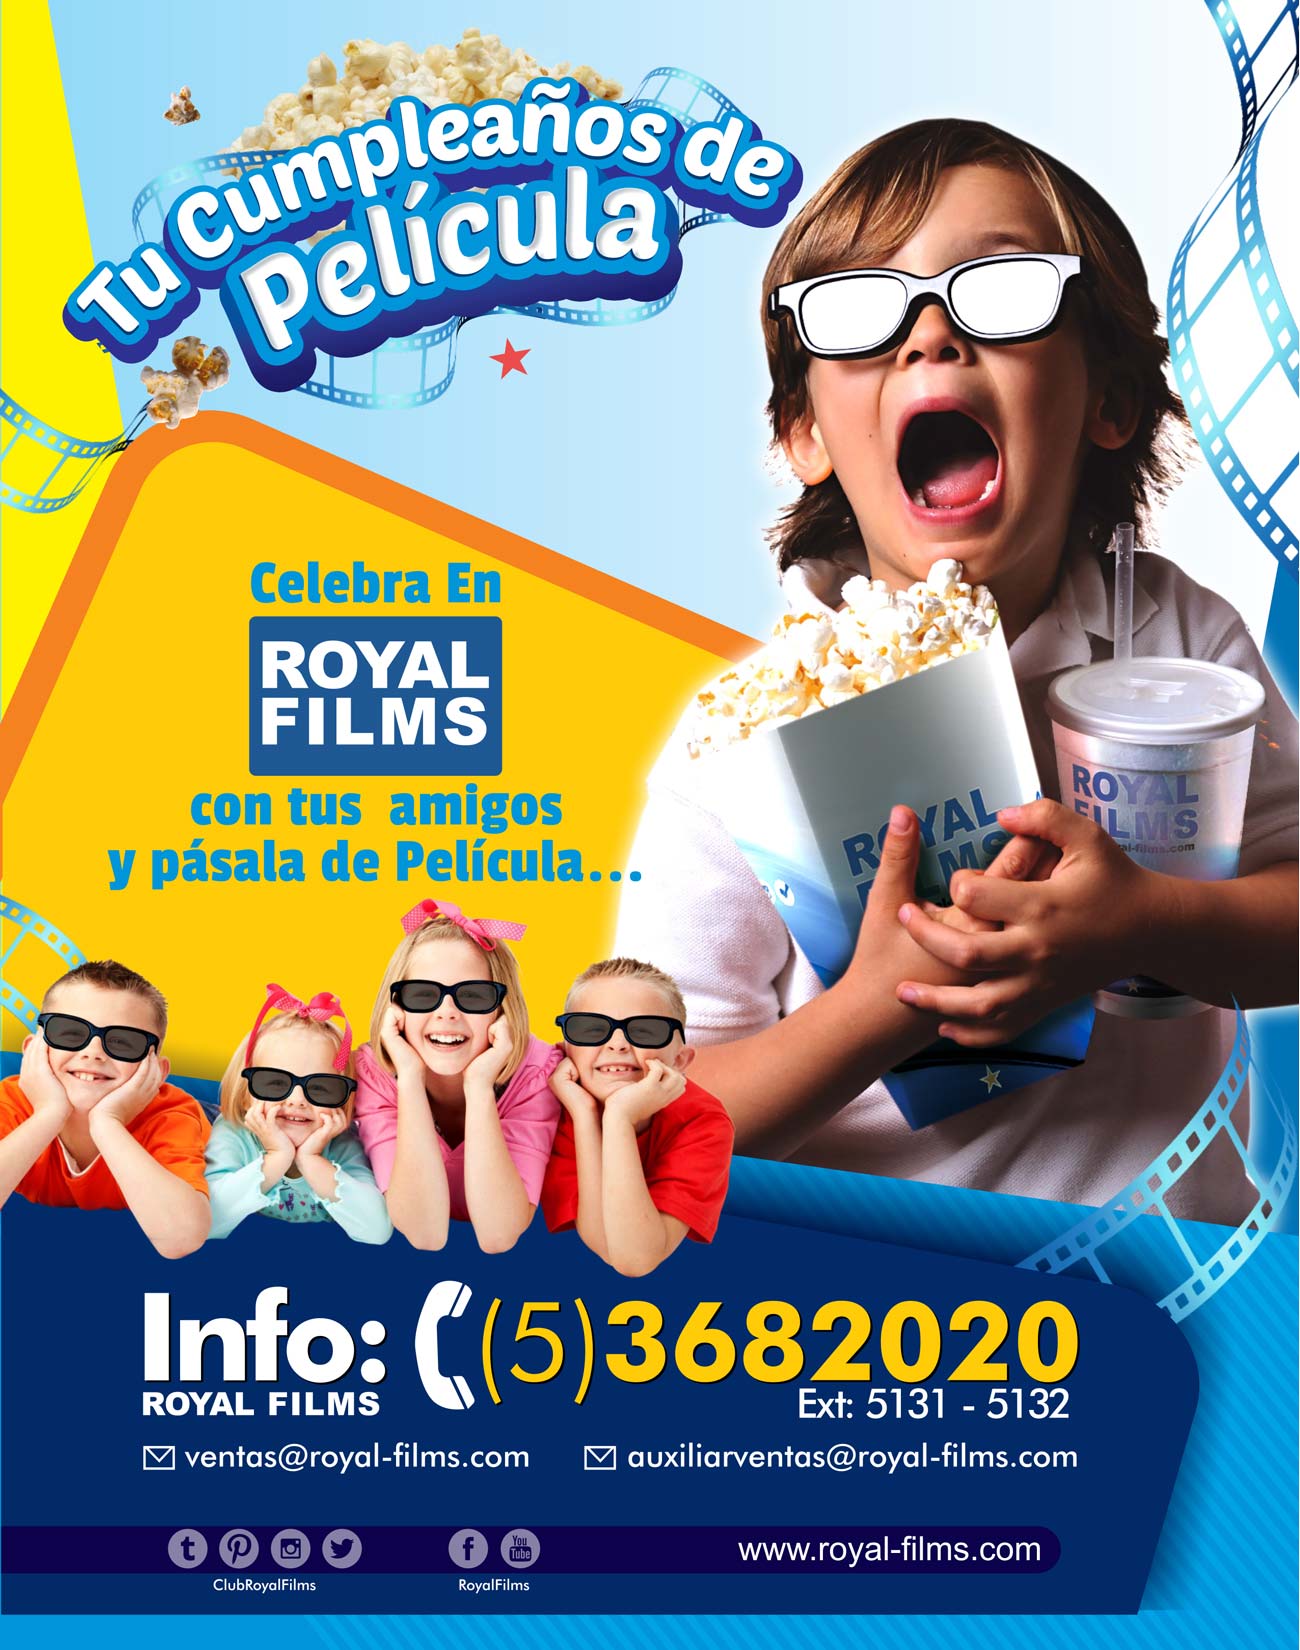 Tu Cumpleaños de
Película
Celebra En
ROYAL
FILMS
con tus amigos
y pásala de Película...
ROYAL
FILMS
ROYAL
FILMS
Info:
ROYAL FILMS
(5)3682020
Ext: 5131 - 5132
ventas@royal-films.com
auxiliarventas@royal-films.com
ClubRoyalFilms
You
Tube
RoyalFilms
www.royal-films.com